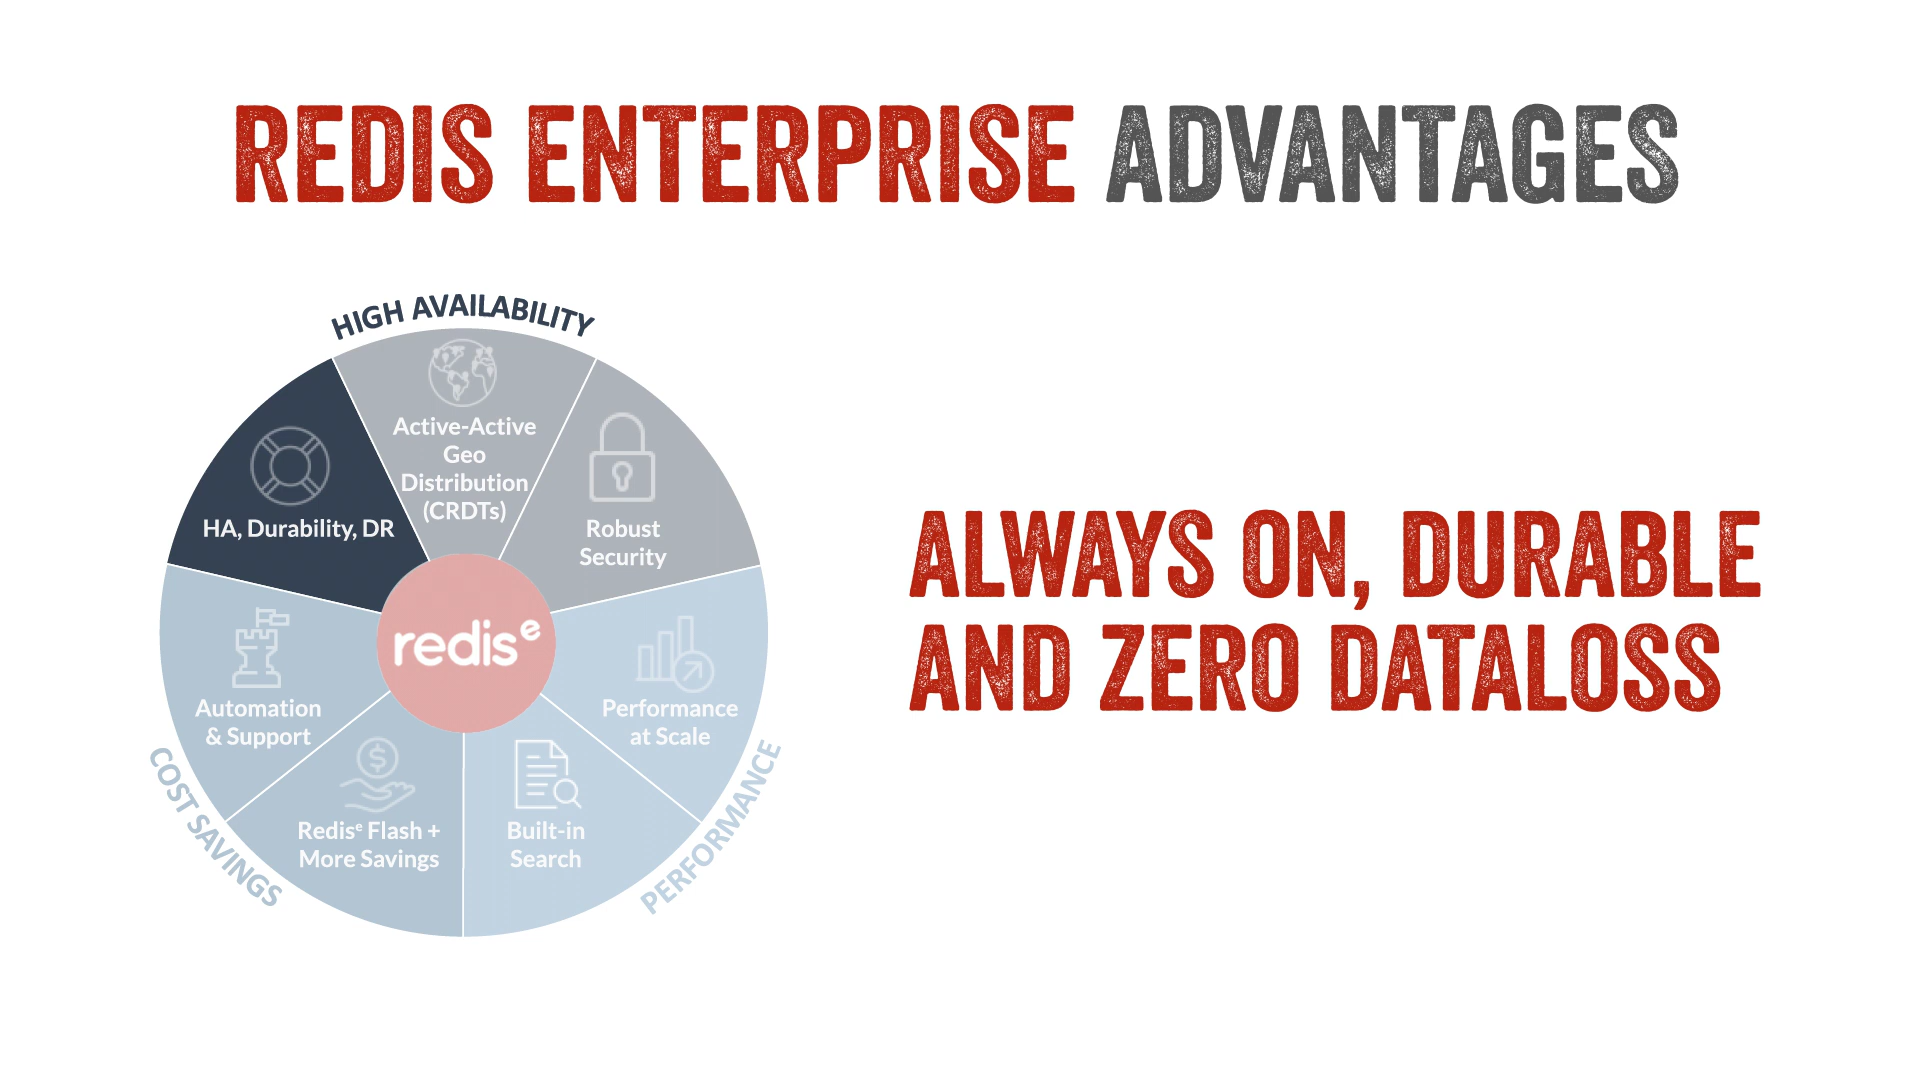 REDIS ENTERPRISE ADVANTAGES
HIGH AVAILABILITY
Active-Active
Geo
Distribution
(CRDTs)
HA, Durability, DR
Robust
Security
redisᵉ
Automation
& Support
Performance
at Scale
Redisᵉ Flash +
More Savings
Built-in
Search
COST SAVINGS
PERFORMANCE
ALWAYS ON, DURABLE
AND ZERO DATALOSS